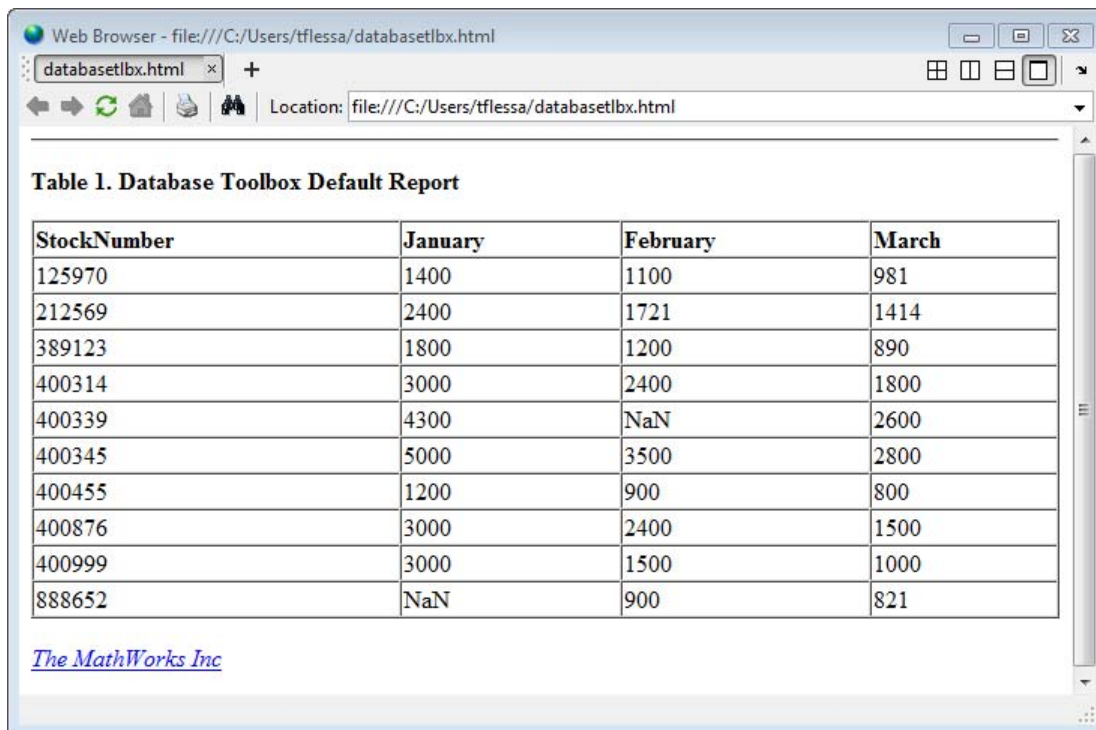 Web Browser - file:///C:/Users/tflessa/databasetlbx.html
databasetlbx.html × +
Location: file:///C:/Users/tflessa/databasetlbx.html
Table 1. Database Toolbox Default Report
StockNumber January February March
125970 1400 1100 981
212569 2400 1721 1414
389123 1800 1200 890
400314 3000 2400 1800
400339 4300 NaN 2600
400345 5000 3500 2800
400455 1200 900 800
400876 3000 2400 1500
400999 3000 1500 1000
888652 NaN 900 821
The MathWorks Inc